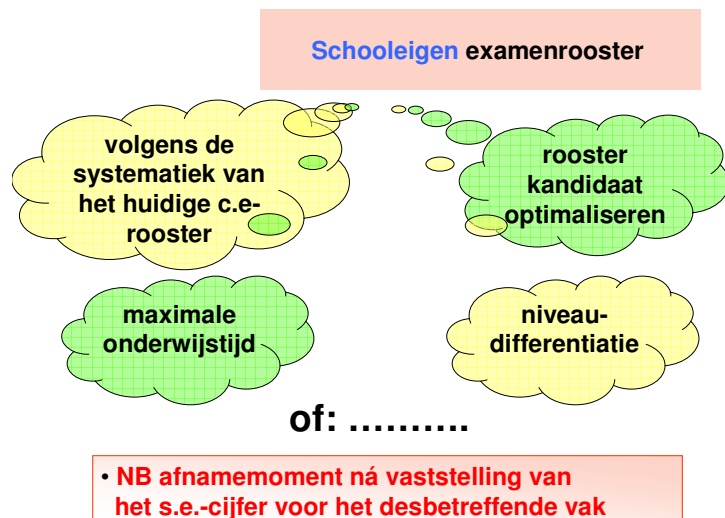 Schooleigen examenrooster
volgens de
systematiek van
het huidige c.e-
rooster
rooster
kandidaat
optimaliseren
maximale
onderwijstijd
niveau-
differentiatie
of: ..........
• NB afnamemoment ná vaststelling van
het s.e.-cijfer voor het desbetreffende vak